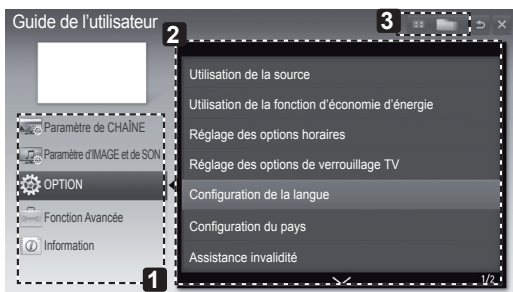 Guide de l'utilisateur
3
2
Utilisation de la source
Utilisation de la fonction d'économie d'énergie
Réglage des options horaires
Réglage des options de verrouillage TV
Configuration de la langue
Configuration du pays
Assistance invalidité
1/2
Paramètre de CHAÎNE
Paramètre d'IMAGE et de SON
OPTION
Fonction Avancée
Information
1